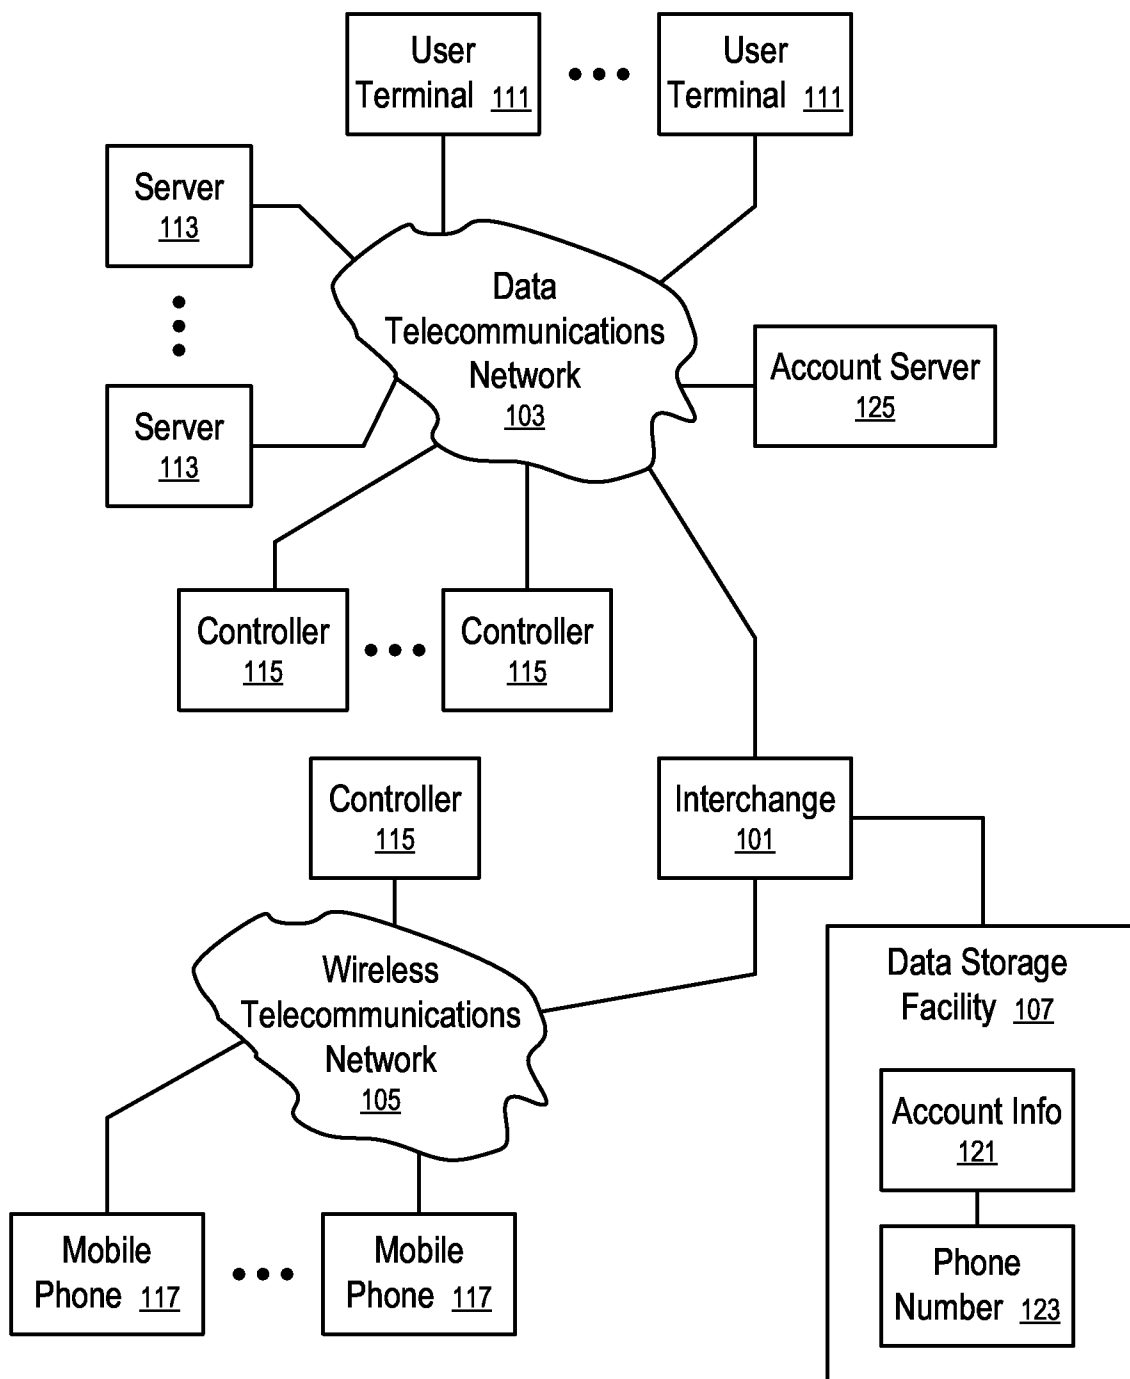 User
Terminal 111
User
Terminal 111
Server
113
Data
Telecommunications
Network
103
Account Server
125
Server
113
Controller
115
Controller
115
Controller
115
Interchange
101
Wireless
Telecommunications
Network
105
Data Storage
Facility 107
Account Info
121
Mobile
Phone 117
Mobile
Phone 117
Phone
Number 123